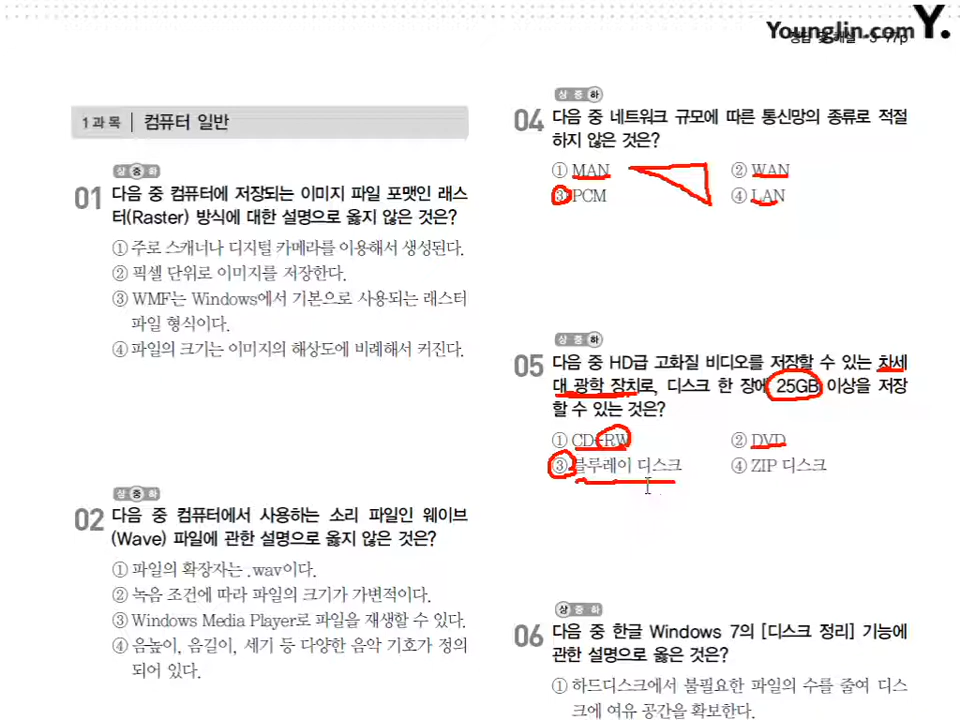 Younglin.com Y.
정답 및 해설 3-77p
1과목 컴퓨터 일반
상 중 하
01 다음 중 컴퓨터에 저장되는 이미지 파일 포맷인 래스
터(Raster) 방식에 대한 설명으로 옳지 않은 것은?
① 주로 스캐너나 디지털 카메라를 이용해서 생성된다.
② 픽셀 단위로 이미지를 저장한다.
③ WMF는 Windows에서 기본으로 사용되는 래스터
파일 형식이다.
④ 파일의 크기는 이미지의 해상도에 비례해서 커진다.
상 중 하
02 다음 중 컴퓨터에서 사용하는 소리 파일인 웨이브
(Wave) 파일에 관한 설명으로 옳지 않은 것은?
① 파일의 확장자는 .wav이다.
② 녹음 조건에 따라 파일의 크기가 가변적이다.
③ Windows Media Player로 파일을 재생할 수 있다.
④ 음높이, 음길이, 세기 등 다양한 음악 기호가 정의
되어 있다.
상 중 하
04 다음 중 네트워크 규모에 따른 통신망의 종류로 적절
하지 않은 것은?
① MAN ② WAN
③ PCM ④ LAN
상 중 하
05 다음 중 HD급 고화질 비디오를 저장할 수 있는 차세
대 광학 장치로, 디스크 한 장에 25GB 이상을 저장
할 수 있는 것은?
① CD-RW ② DVD
③ 블루레이 디스크 ④ ZIP 디스크
상 중 하
06 다음 중 한글 Windows 7의 [디스크 정리] 기능에
관한 설명으로 옳은 것은?
① 하드디스크에서 불필요한 파일의 수를 줄여 디스
크에 여유 공간을 확보한다.